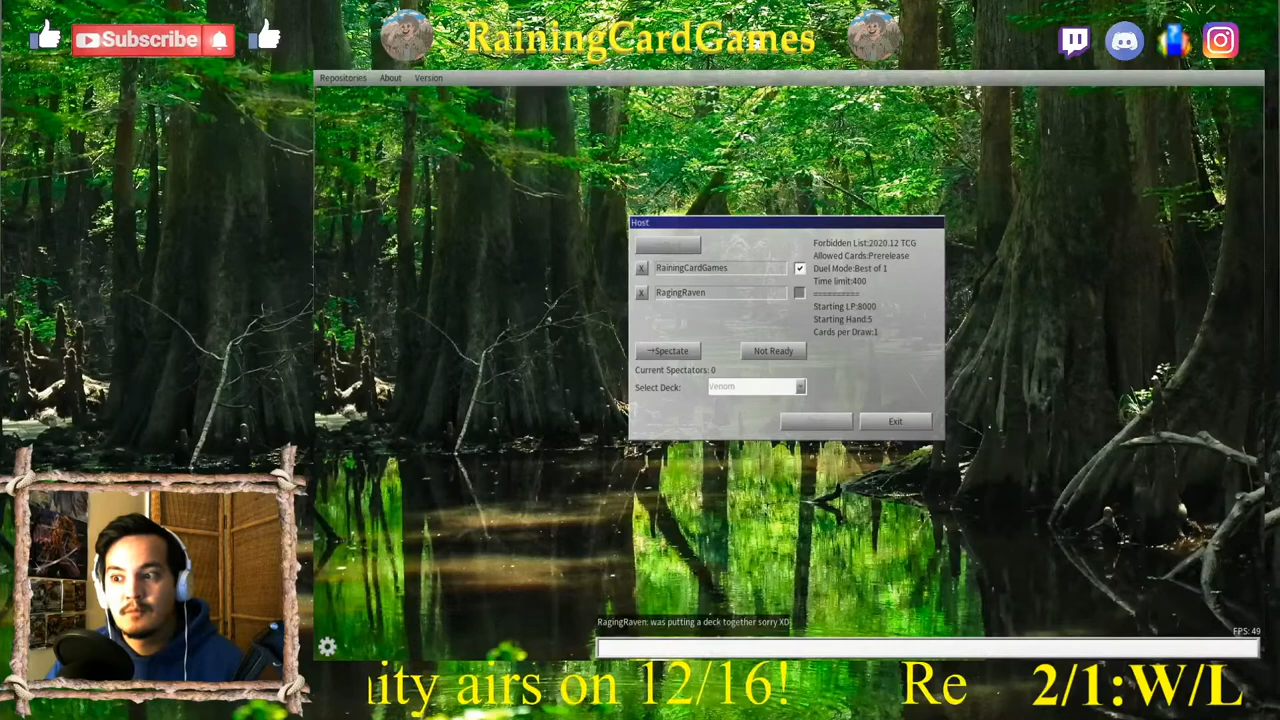 Subscribe
RainingCardGames
Repositories About Version
Host
Forbidden List:2020.12 TCG
Allowed Cards:Prerelease
RainingCardGames
Duel Mode:Best of 1
Time limit:400
RagingRaven
==========
Starting LP:8000
Starting Hand:5
Cards per Draw:1
→Spectate
Not Ready
Current Spectators: 0
Select Deck: Venom
Exit
RagingRaven: was putting a deck together sorry XD
FPS: 49
ity airs on 12/16! Re
2/1:W/L